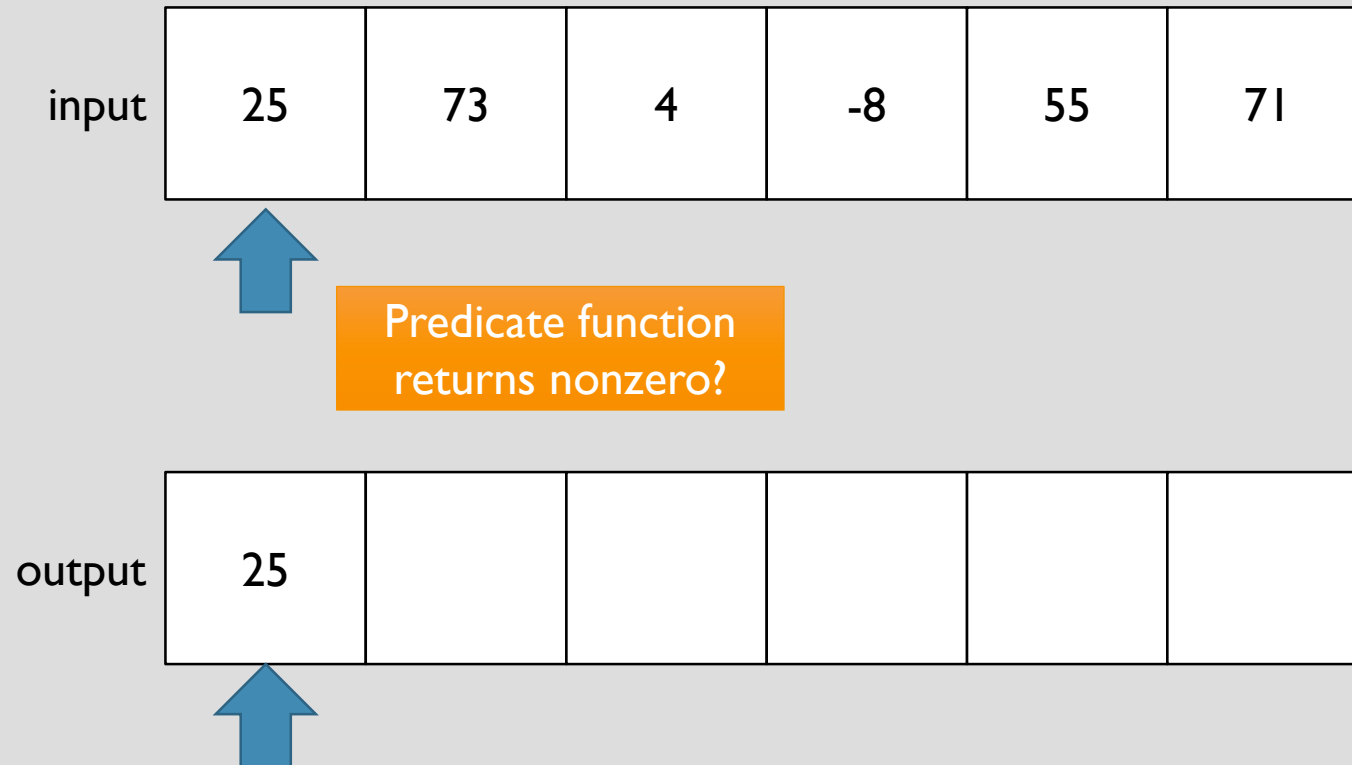 input 25 73 4 -8 55 71
Predicate function
returns nonzero?
output 25